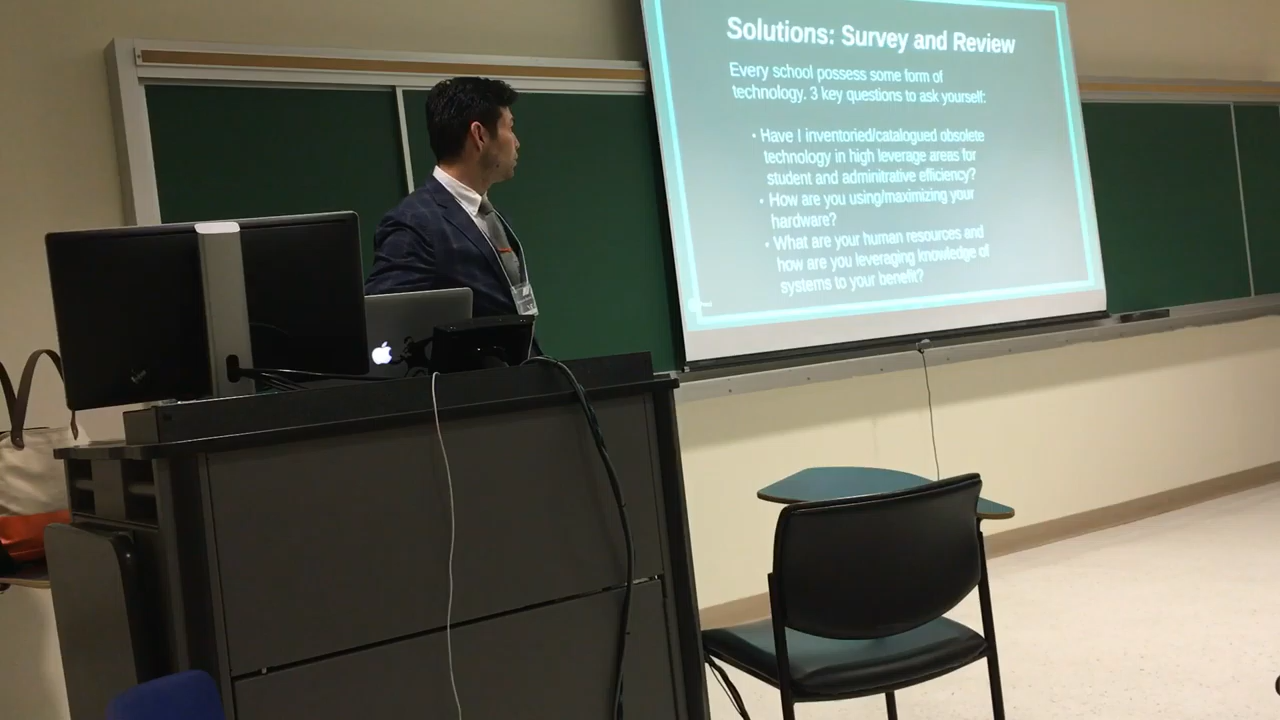 Solutions: Survey and Review
Every school possess some form of
technology. 3 key questions to ask yourself:
• Have I inventoried/catalogued obsolete
technology in high leverage areas for
student and adminitrative efficiency?
• How are you using/maximizing your
hardware?
• What are your human resources and
how are you leveraging knowledge of
systems to your benefit?